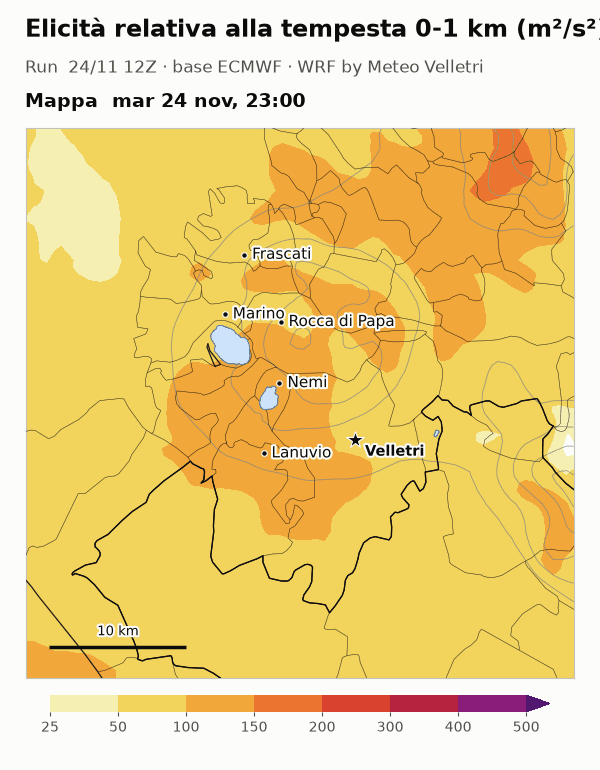 Elicità relativa alla tempesta 0-1 km (m²/s²)
Run 24/11 12Z · base ECMWF · WRF by Meteo Velletri
Mappa mar 24 nov, 23:00
Frascati
Marino
Rocca di Papa
Nemi
Velletri
Lanuvio
10 km
25 50 100 150 200 300 400 500